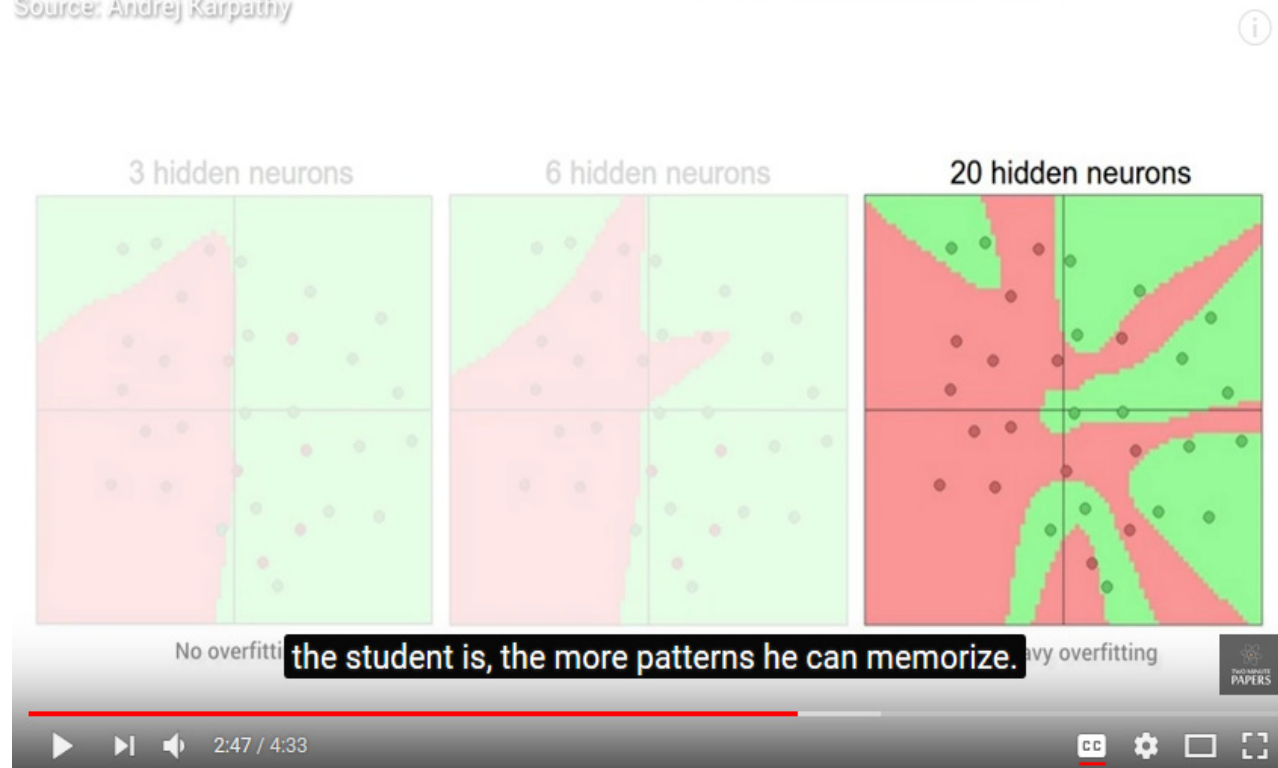 Source: Andrej Karpathy
3 hidden neurons
6 hidden neurons
20 hidden neurons
No overfitti
avy overfitting
the student is, the more patterns he can memorize.
TWO MINUTE
PAPERS
2:47 / 4:33
CC